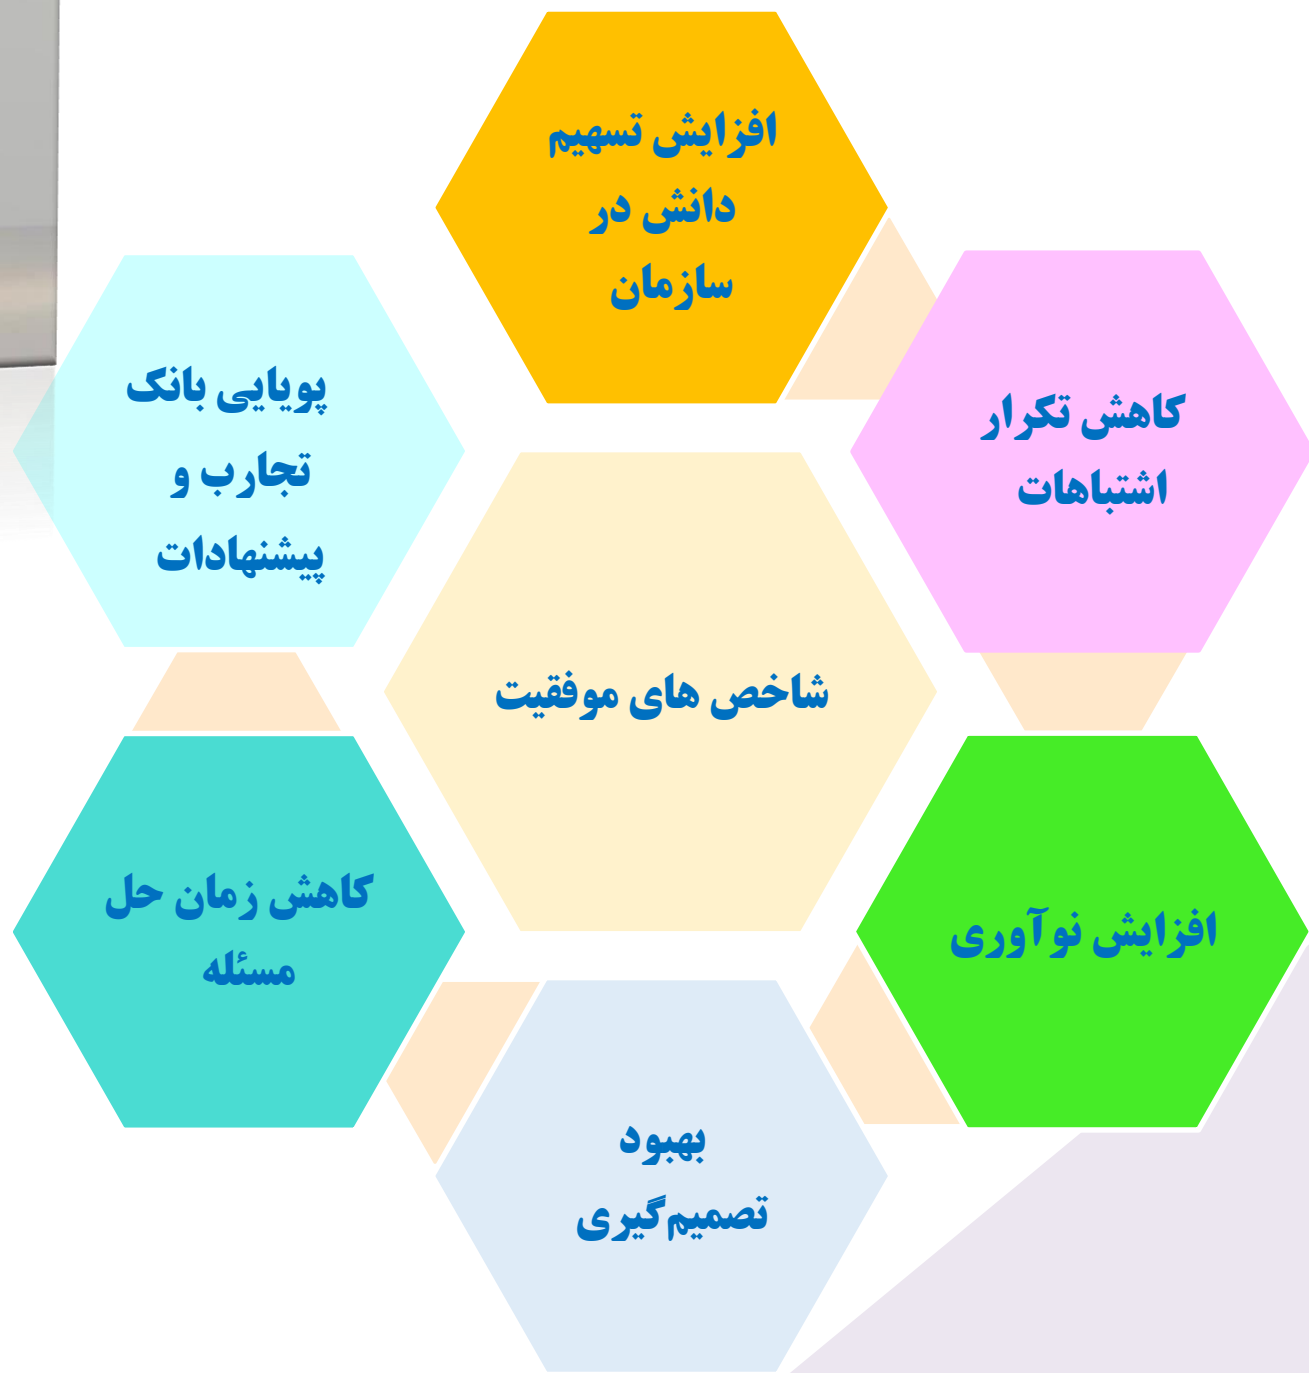 افزایش تسهیم
دانش در
سازمان
کاهش تکرار
اشتباهات
پویایی بانک
تجارب و
پیشنهادات
شاخص های موفقیت
افزایش نوآوری
کاهش زمان حل
مسئله
بهبود
تصمیم‌گیری